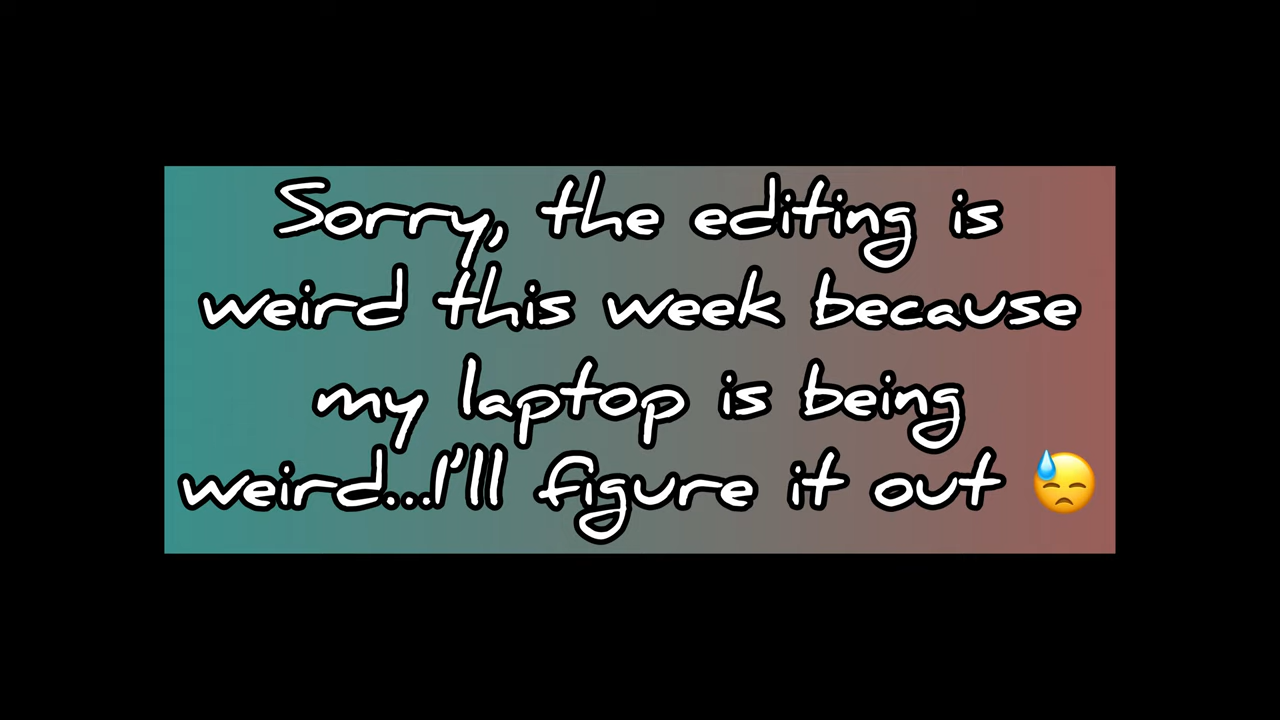 Sorry, the editing is
weird this week because
my laptop is being
weird...I'll figure it out 😓